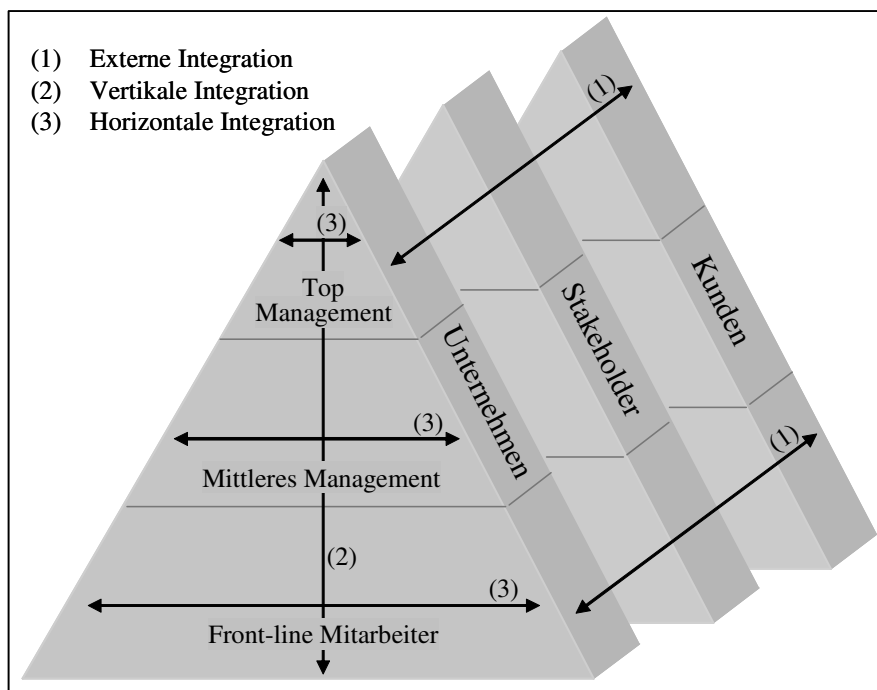 (1) Externe Integration
(2) Vertikale Integration
(3) Horizontale Integration
(1)
(3)
Top
Management
Kunden
Stakeholder
Unternehmen
(3)
(1)
Mittleres Management
(2)
(3)
Front-line Mitarbeiter